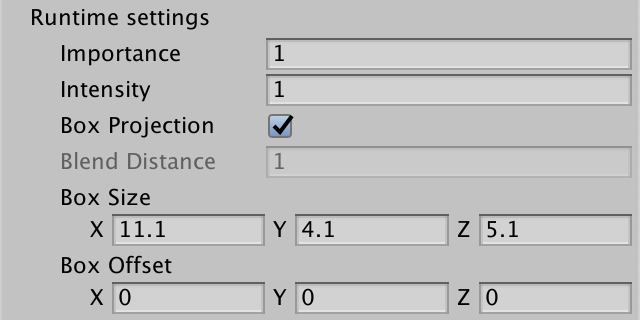 Runtime settings
Importance 1
Intensity 1
Box Projection
Blend Distance 1
Box Size
X 11.1 Y 4.1 Z 5.1
Box Offset
X 0 Y 0 Z 0